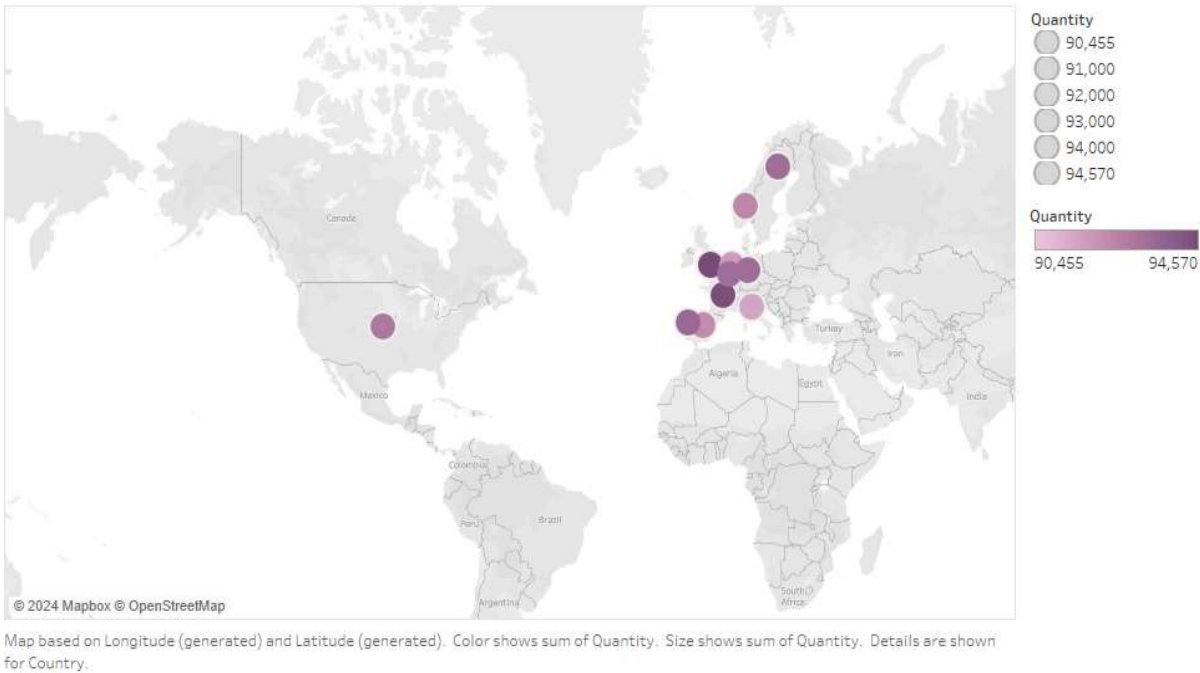 Quantity
90,455
91,000
92,000
93,000
94,000
94,570
Quantity
90,455 94,570
Canada
Mexico
Colombia
Peru
Brazil
Argentina
Turkey
Iran
Algeria
Egypt
India
South
Africa
© 2024 Mapbox © OpenStreetMap
Map based on Longitude (generated) and Latitude (generated). Color shows sum of Quantity. Size shows sum of Quantity. Details are shown
for Country.